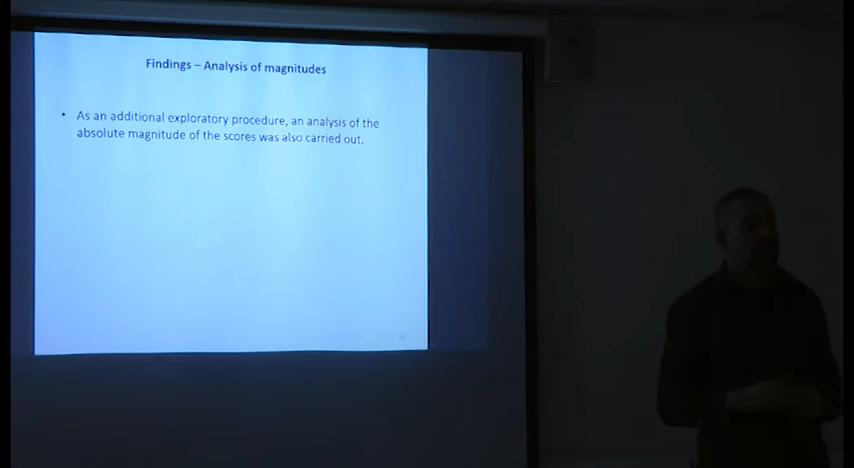 Findings – Analysis of magnitudes
• As an additional exploratory procedure, an analysis of the
absolute magnitude of the scores was also carried out.